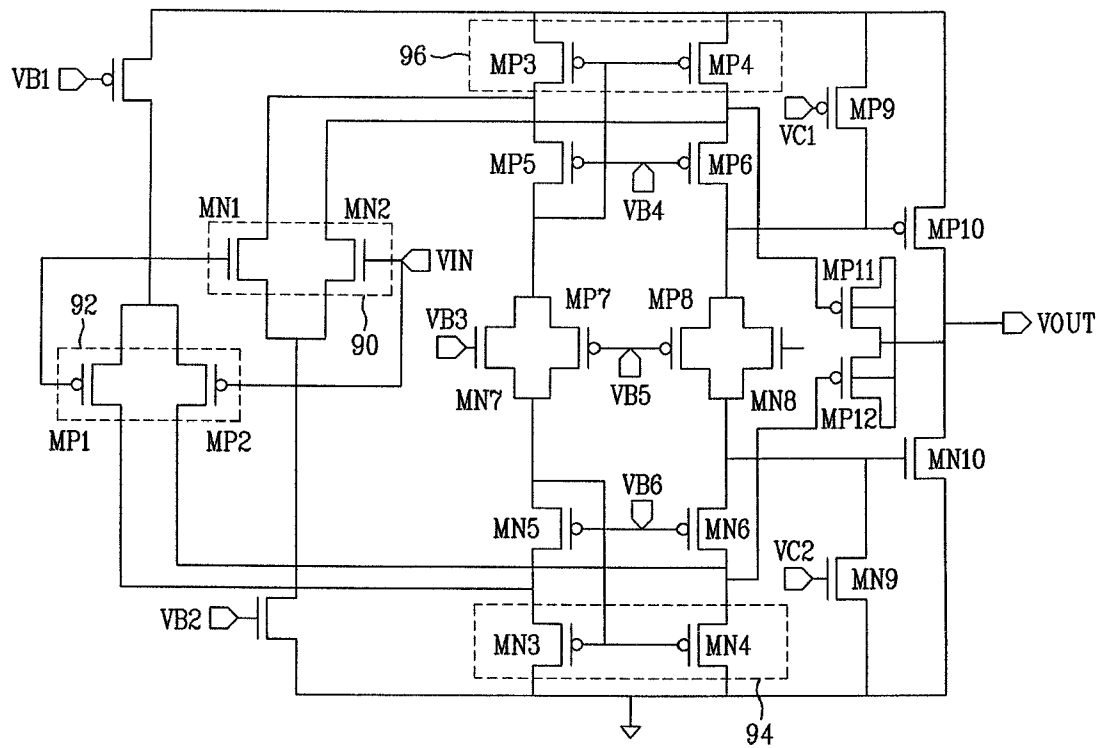 96
MP3
MP4
VB1
MP9
VC1
MP5
MP6
VB4
MN1
MN2
MP10
VIN
MP11
92
MP7
MP8
VB3
VOUT
90
VB5
MN7
MN8
MP12
MP1
MP2
MN10
VB6
MN5
MN6
VC2
MN9
VB2
MN3
MN4
94